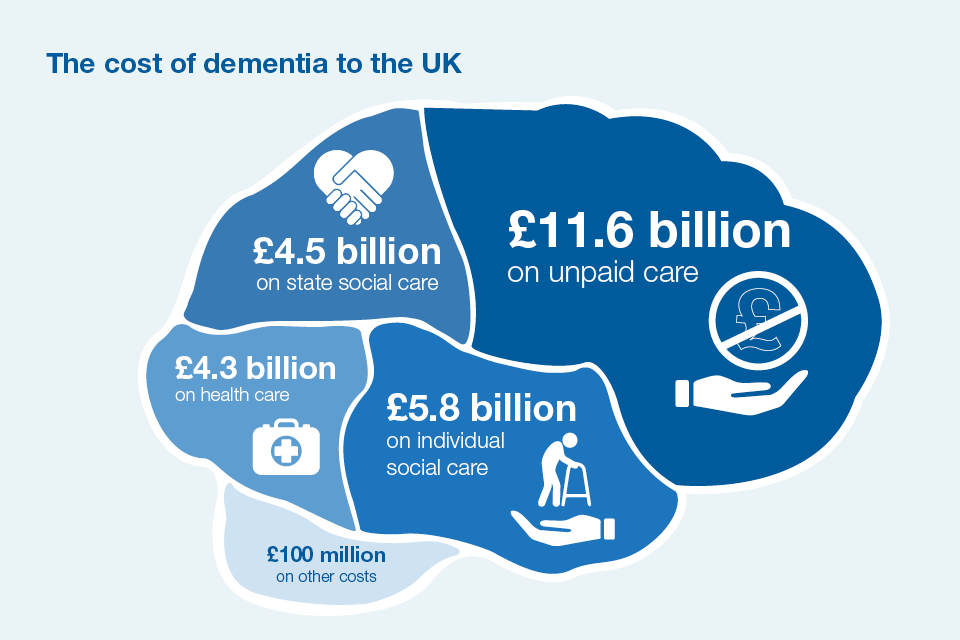 The cost of dementia to the UK
£4.5 billion
on state social care
£11.6 billion
on unpaid care
£
£4.3 billion
on health care
£5.8 billion
on individual
social care
£100 million
on other costs